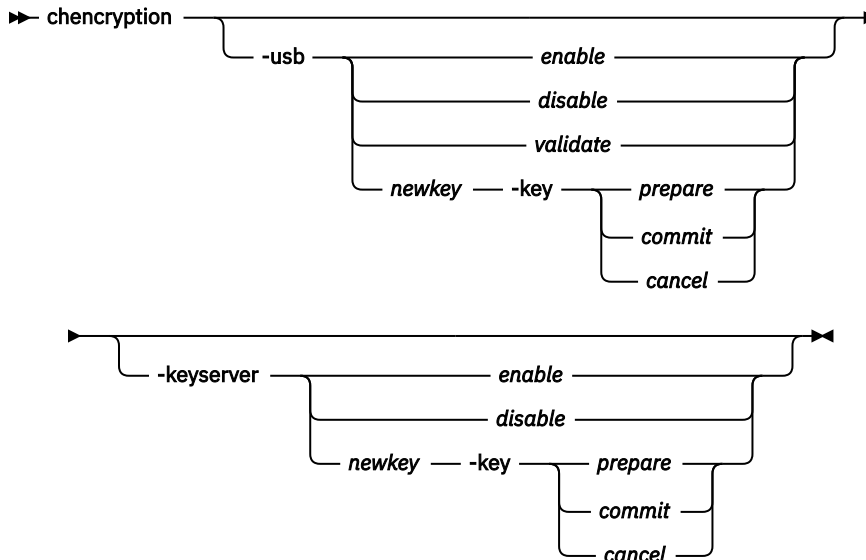 chencryption
-usb enable
disable
validate
newkey -key prepare
commit
cancel
-keyserver enable
disable
newkey -key prepare
commit
cancel